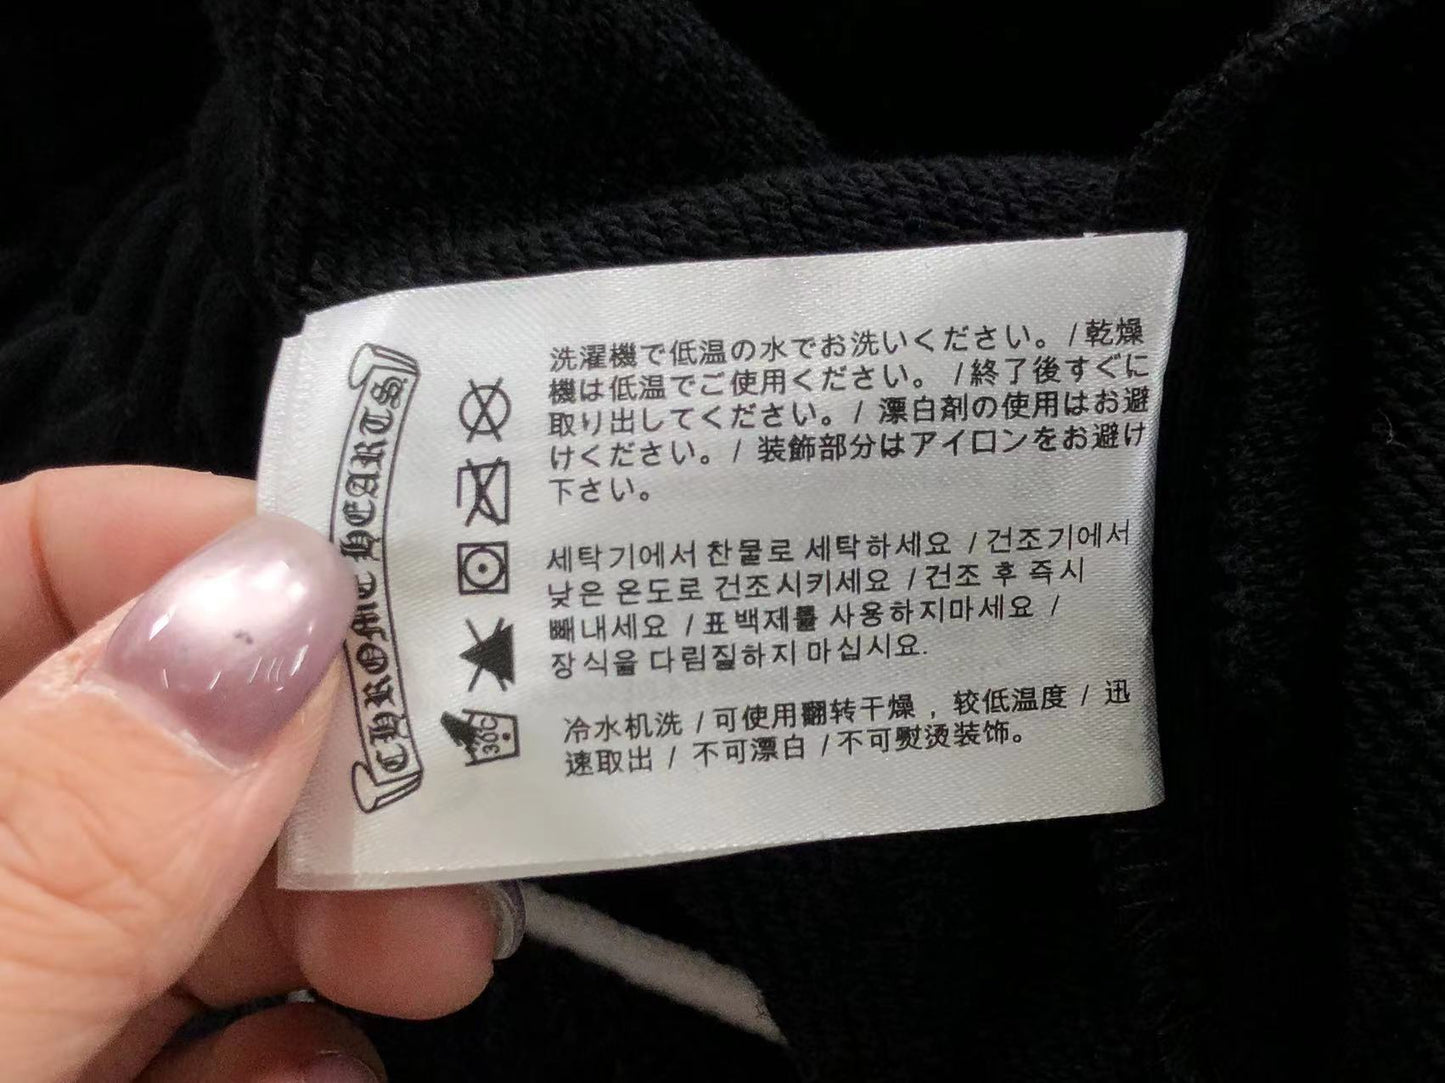 CHROME HEARTS
洗濯機で低温の水でお洗いください。/ 乾燥
機は低温でご使用ください。 /終了後すぐに
取り出してください。/ 漂白剤の使用はお避
けください。/ 装飾部分はアイロンをお避け
下さい。
세탁기에서 찬물로 세탁하세요 /건조기에서
낮은 온도로 건조시키세요 /건조 후 즉시
빼내세요 /표백제를 사용하지마세요 /
장식을 다림질하지 마십시요.
30C
冷水机洗 /可使用翻转干燥，较低温度 / 迅
速取出 / 不可漂白 /不可熨烫装饰。